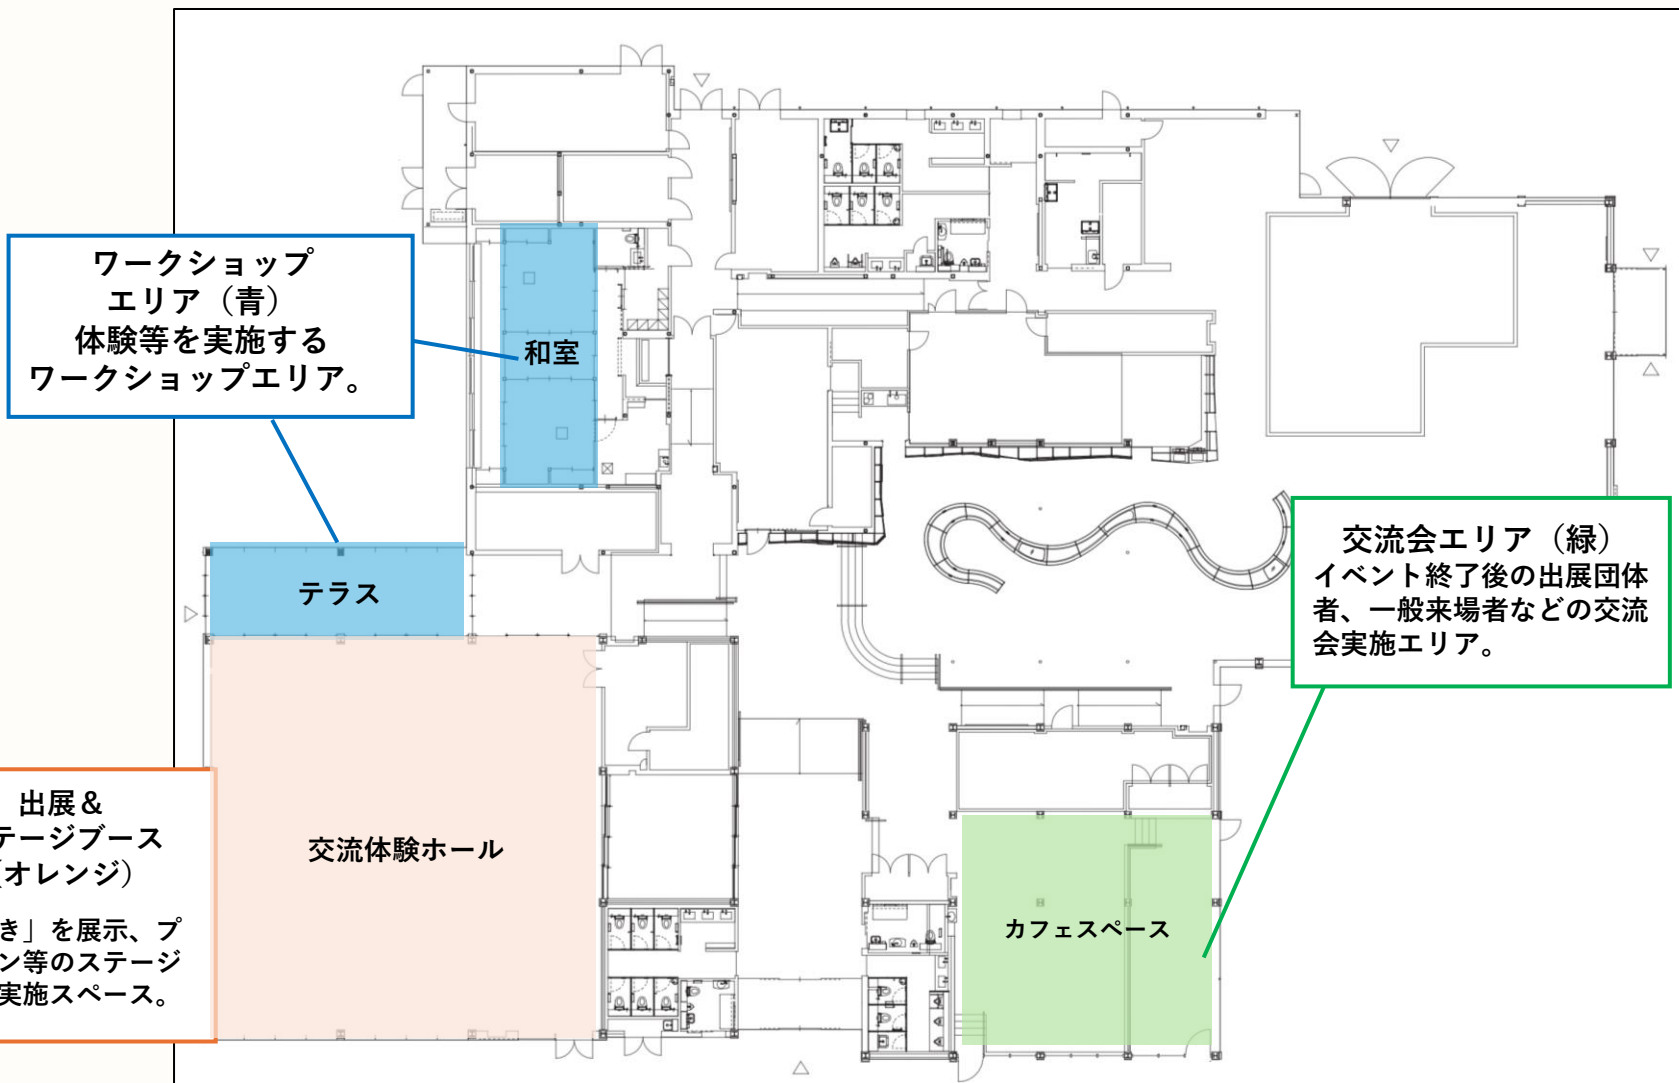 ワークショップ
エリア（青）
体験等を実施する
ワークショップエリア。
和室
テラス
交流会エリア（緑）
イベント終了後の出展団体
者、一般来場者などの交流
会実施エリア。
出展＆
テージブース
（オレンジ）
き」を展示、プ
ン等のステージ
実施スペース。
交流体験ホール
カフェスペース